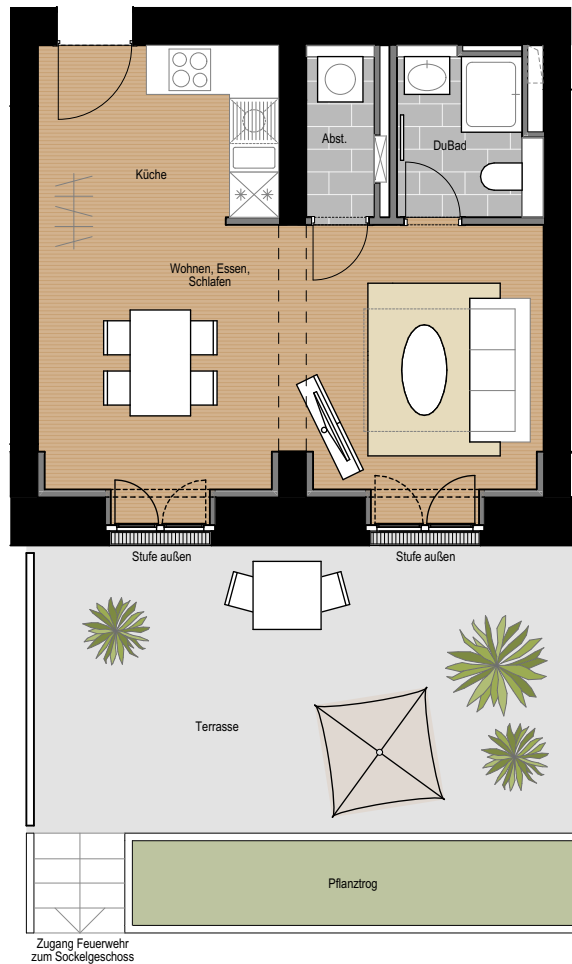 Abst.
DuBad
Küche
Wohnen, Essen,
Schlafen
Stufe außen
Stufe außen
Terrasse
Pflanztrog
Zugang Feuerwehr
zum Sockelgeschoss